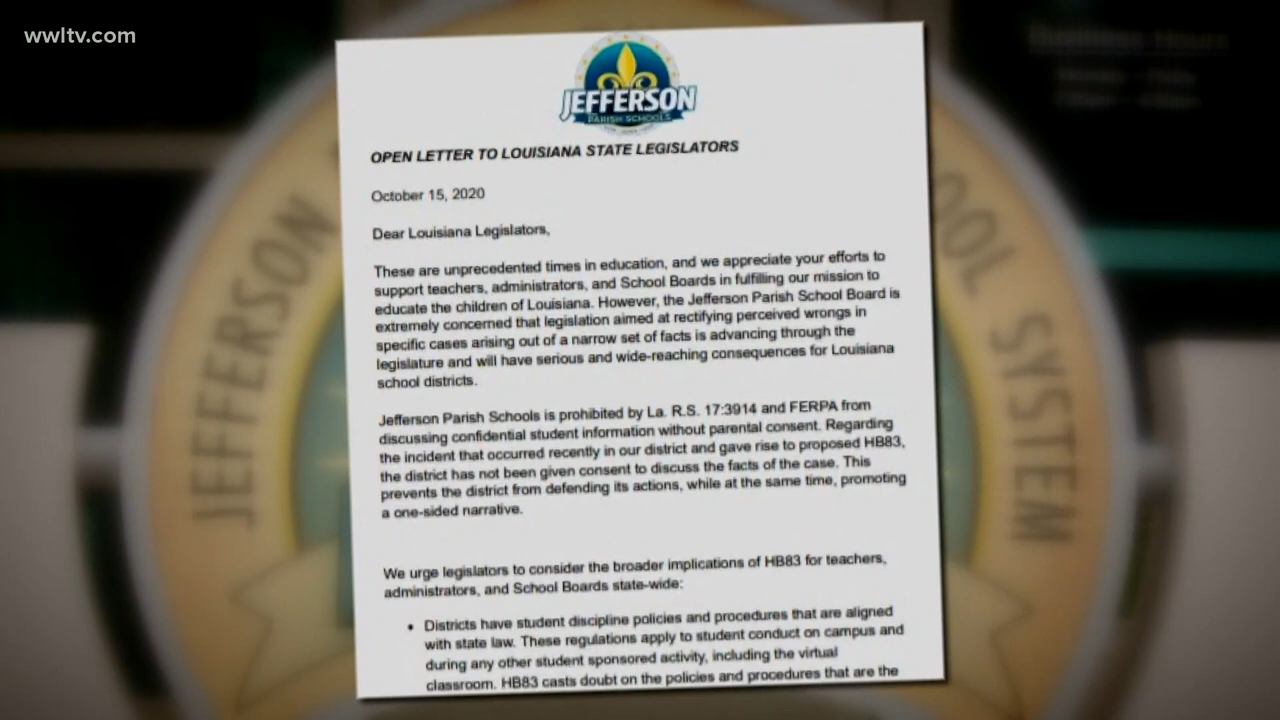 wwltv.com
JEFFERSON
PARISH SCHOOLS
OPEN LETTER TO LOUISIANA STATE LEGISLATORS
October 15, 2020
Dear Louisiana Legislators,
These are unprecedented times in education, and we appreciate your efforts to
support teachers, administrators, and School Boards in fulfilling our mission to
educate the children of Louisiana. However, the Jefferson Parish School Board is
extremely concerned that legislation aimed at rectifying perceived wrongs in
specific cases arising out of a narrow set of facts is advancing through the
legislature and will have serious and wide-reaching consequences for Louisiana
school districts.
Jefferson Parish Schools is prohibited by La. R.S. 17:3914 and FERPA from
discussing confidential student information without parental consent. Regarding
the incident that occurred recently in our district and gave rise to proposed HB83,
the district has not been given consent to discuss the facts of the case. This
prevents the district from defending its actions, while at the same time, promoting
a one-sided narrative.
We urge legislators to consider the broader implications of HB83 for teachers,
administrators, and School Boards state-wide:
• Districts have student discipline policies and procedures that are aligned
with state law. These regulations apply to student conduct on campus and
during any other student sponsored activity, including the virtual
classroom. HB83 casts doubt on the policies and procedures that are the
JEFFERSON
OOL SYSTEM